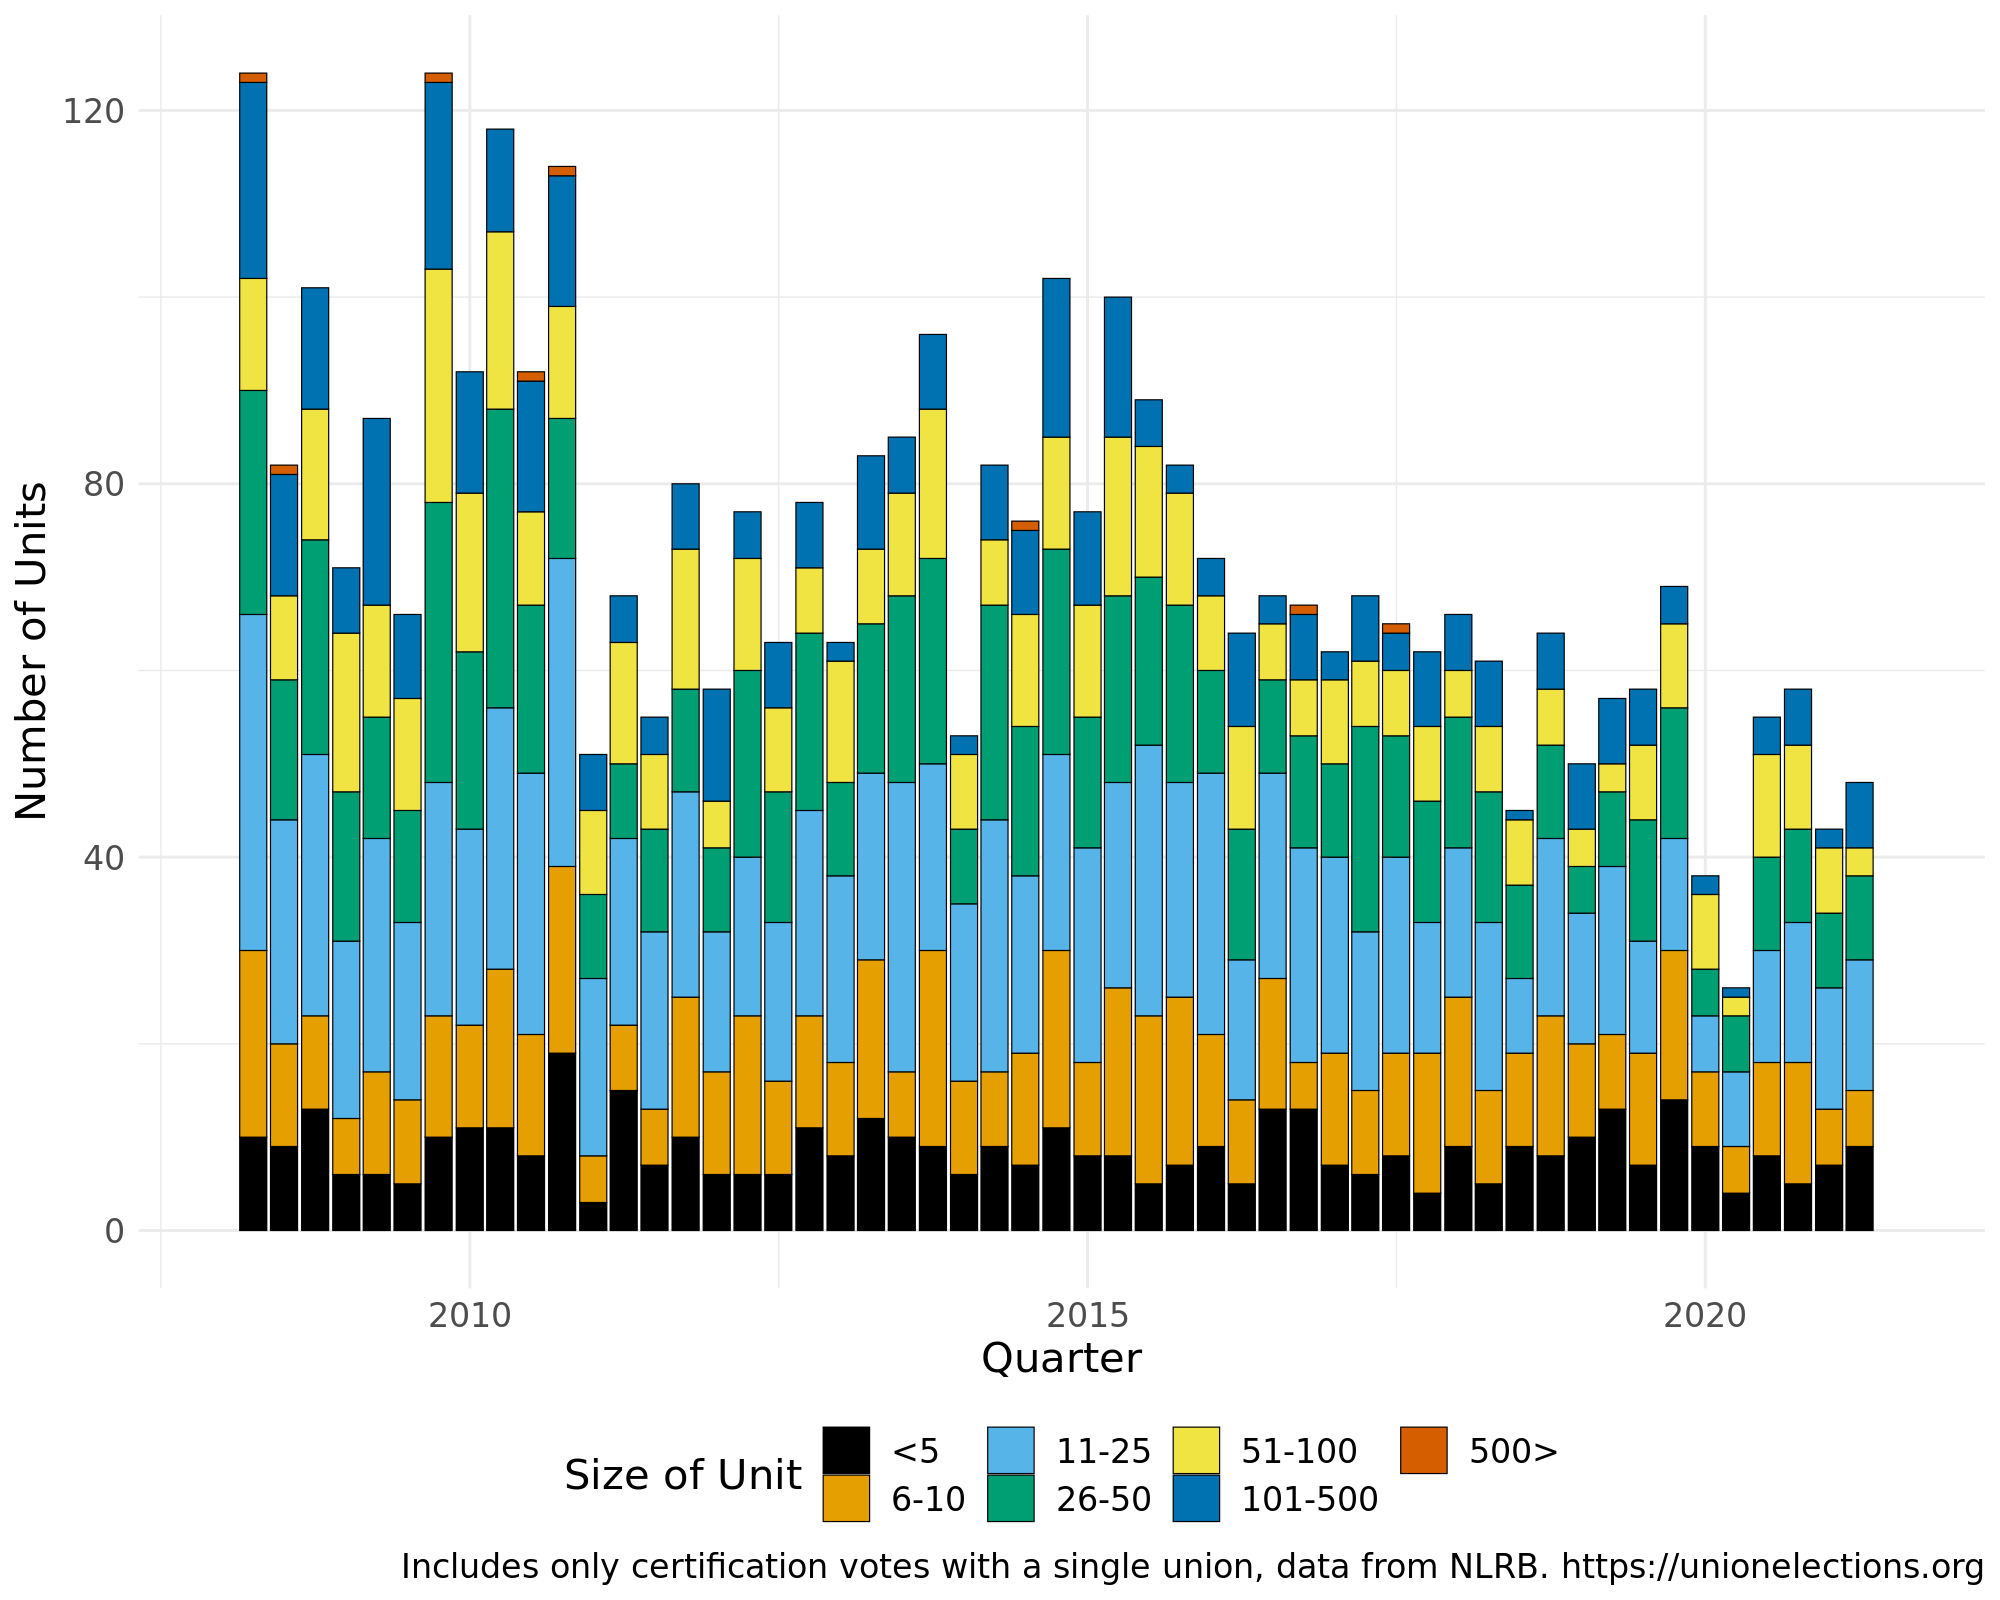 120
80
40
0
Number of Units
2010 2015 2020
Quarter
Size of Unit
<5 11-25 51-100 500>
6-10 26-50 101-500
Includes only certification votes with a single union, data from NLRB. https://unionelections.org